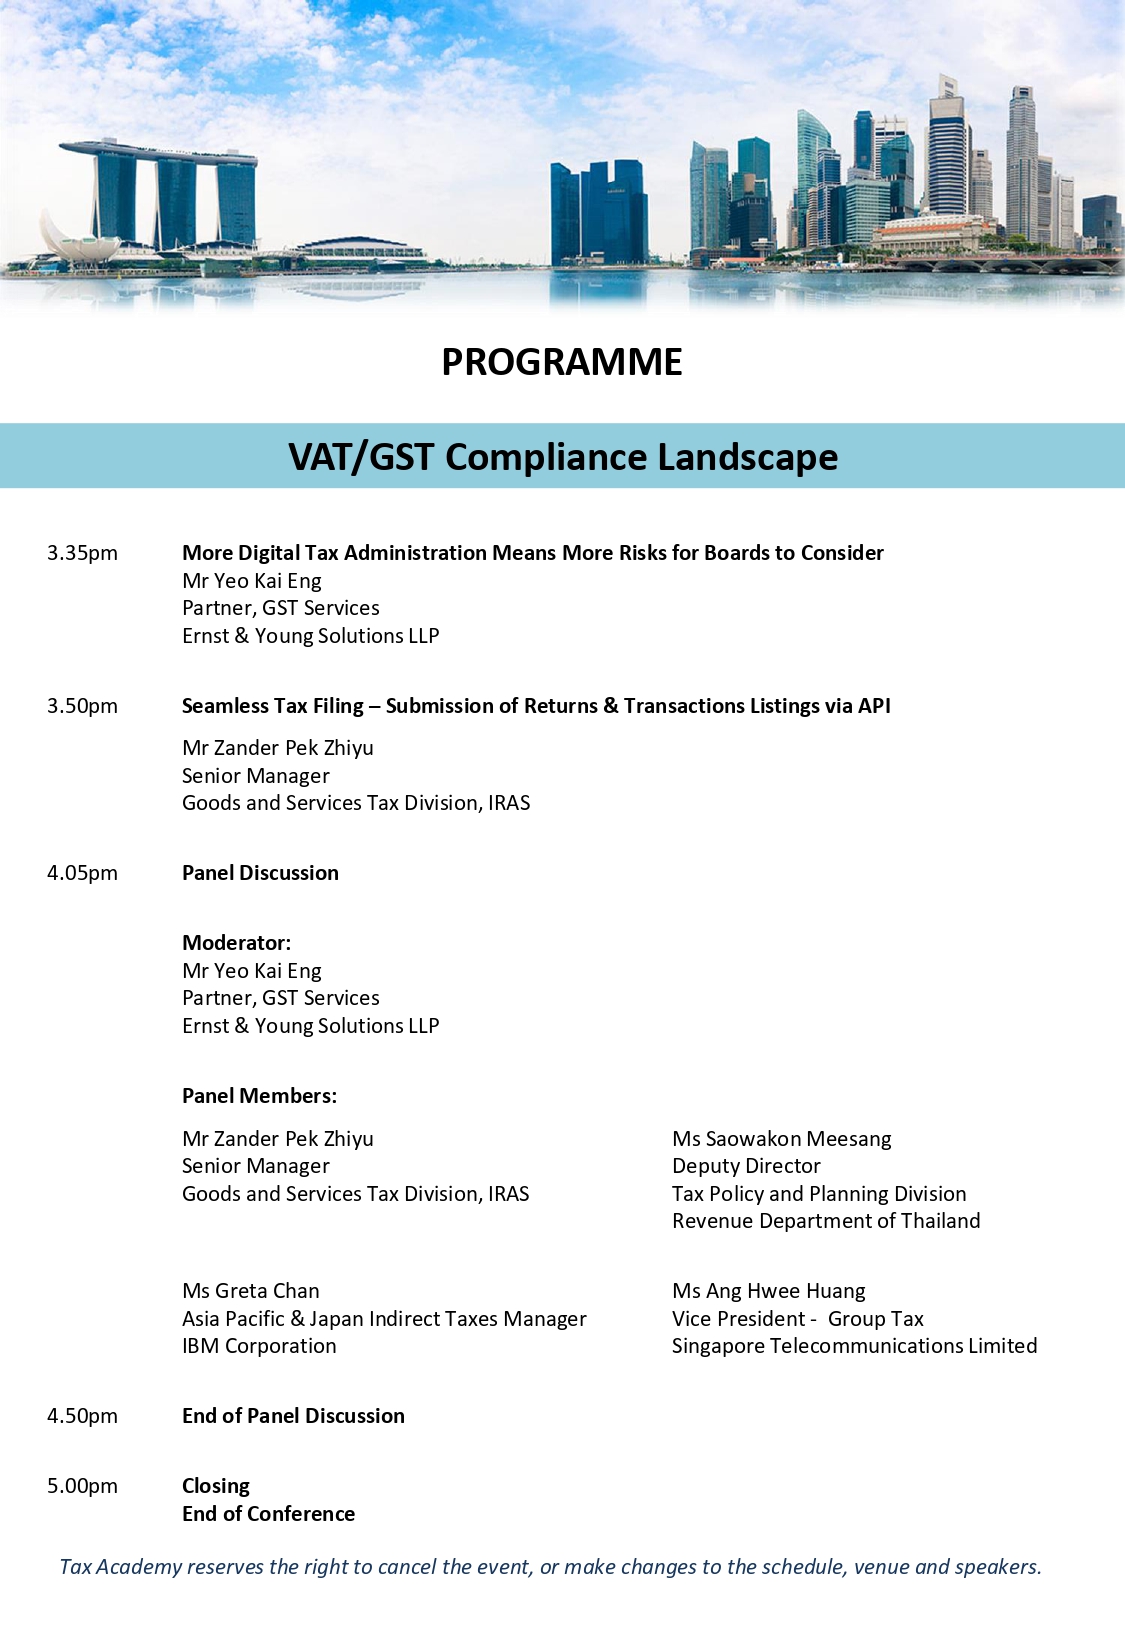 PROGRAMME
VAT/GST Compliance Landscape
3.35pm More Digital Tax Administration Means More Risks for Boards to Consider
Mr Yeo Kai Eng
Partner, GST Services
Ernst & Young Solutions LLP
3.50pm Seamless Tax Filing – Submission of Returns & Transactions Listings via API
Mr Zander Pek Zhiyu
Senior Manager
Goods and Services Tax Division, IRAS
4.05pm Panel Discussion
Moderator:
Mr Yeo Kai Eng
Partner, GST Services
Ernst & Young Solutions LLP
Panel Members:
Mr Zander Pek Zhiyu
Senior Manager
Goods and Services Tax Division, IRAS
Ms Saowakon Meesang
Deputy Director
Tax Policy and Planning Division
Revenue Department of Thailand
Ms Greta Chan
Asia Pacific & Japan Indirect Taxes Manager
IBM Corporation
Ms Ang Hwee Huang
Vice President - Group Tax
Singapore Telecommunications Limited
4.50pm End of Panel Discussion
5.00pm Closing
End of Conference
Tax Academy reserves the right to cancel the event, or make changes to the schedule, venue and speakers.